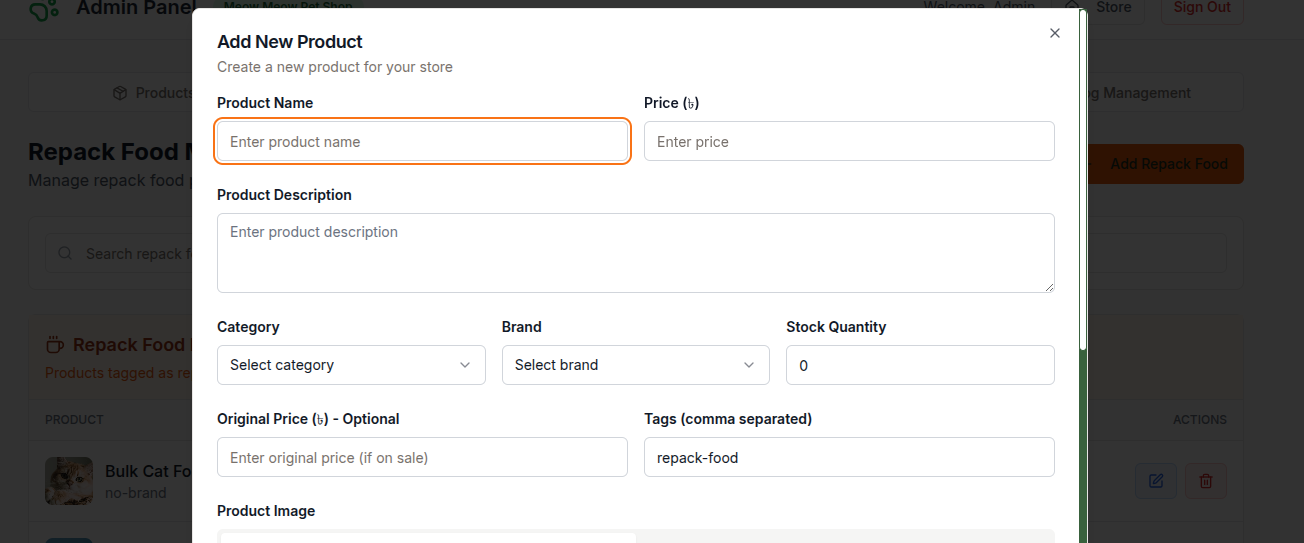 Admin Panel
Meow Meow Pet Shop
Welcome, Admin
Store
Sign Out
Products
Management
Repack Food
Manage repack food
Add Repack Food
Search repack
Repack Food
Products tagged as
PRODUCT
ACTIONS
Bulk Cat Fo
no-brand
Add New Product
Create a new product for your store
Product Name
Price (৳)
Enter product name
Enter price
Product Description
Enter product description
Category
Brand
Stock Quantity
Select category
Select brand
0
Original Price (৳) - Optional
Tags (comma separated)
Enter original price (if on sale)
repack-food
Product Image